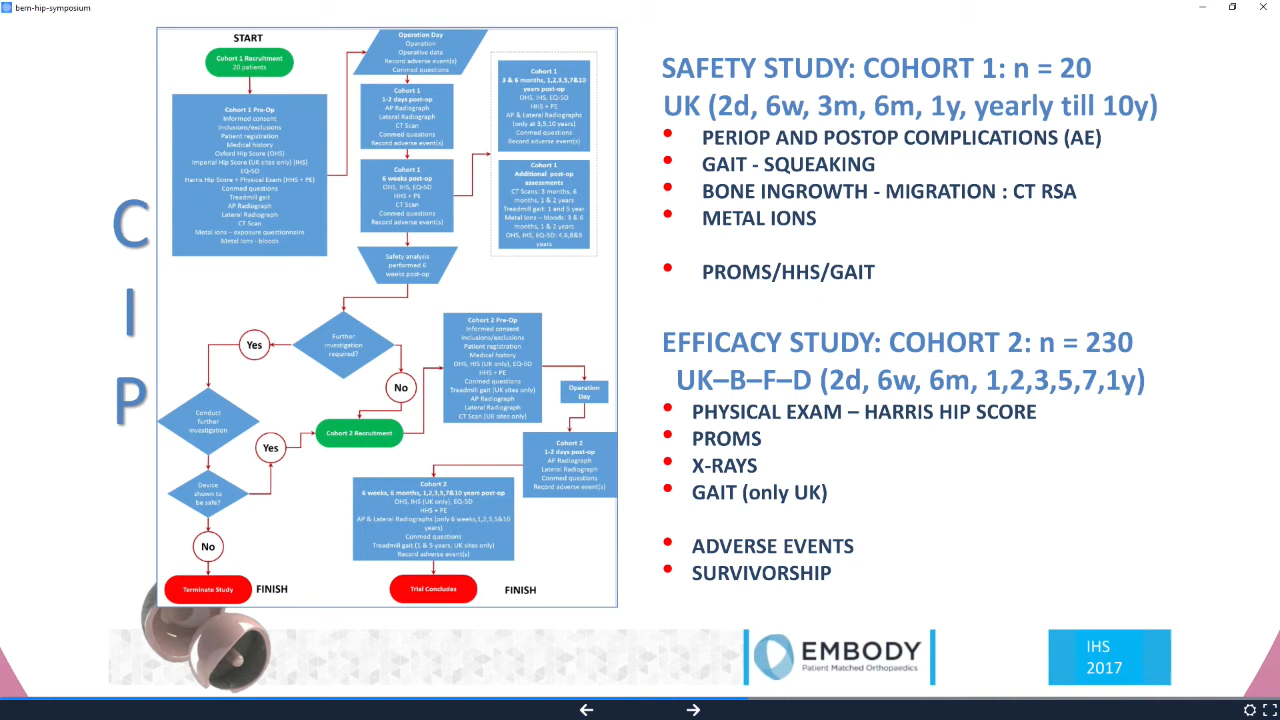 bern-hip-symposium
C
I
P
START
Cohort 1 Recruitment
20 patients
Cohort 1 Pre-Op
Informed consent
Inclusions/exclusions
Patient registration
Medical history
Oxford Hip Score (OHS)
Imperial Hip Score (UK sites only) (IHS)
EQ-5D
Harris Hip Score + Physical Exam (HHS + PE)
Conmed questions
Treadmill gait
AP Radiograph
Lateral Radiograph
CT Scan
Metal ions – exposure questionnaire
Metal ions - bloods
Operation Day
Operation
Operative data
Record adverse event(s)
Conmed questions
Cohort 1
1-2 days post-op
AP Radiograph
Lateral Radiograph
CT Scan
Conmed questions
Record adverse event(s)
Cohort 1
6 weeks post-op
OHS, IHS, EQ-5D
HHS + PE
CT Scan
Conmed questions
Record adverse event(s)
Cohort 1
3 & 6 months, 1,2,3,5,7&10
years post-op
OHS, IHS, EQ-5D
HHS + PE
AP & Lateral Radiographs
(only at 3,5,10 years)
Conmed questions
Record adverse event(s)
Cohort 1
Additional post-op
assessments
CT Scans: 3 months, 6
months, 1 & 2 years
Treadmill gait: 1 and 5 year
Metal ions – bloods: 3 & 6
months, 1 & 2 years
OHS, IHS, EQ-5D: 4,6,8&9
years
Safety analysis
performed 6
weeks post-op
Further
investigation
required?
Yes
No
Conduct
further
investigation
Yes
Device
shown to
be safe?
No
Terminate Study
FINISH
Cohort 2 Recruitment
Cohort 2 Pre-Op
Informed consent
Inclusions/exclusions
Patient registration
Medical history
OHS, HIS (UK only), EQ-5D
HHS + PE
Conmed questions
Treadmill gait (UK sites only)
AP Radiograph
Lateral Radiograph
CT Scan (UK sites only)
Operation
Day
Cohort 2
1-2 days post-op
AP Radiograph
Lateral Radiograph
Conmed questions
Record adverse event(s)
Cohort 2
6 weeks, 6 months, 1,2,3,5,7&10 years post-op
OHS, IHS (UK only), EQ-5D
HHS + PE
AP & Lateral Radiographs (only 6 weeks,1,2,3,5&10
years)
Conmed questions
Treadmill gait (1 & 5 years, UK sites only)
Record adverse event(s)
Trial Concludes
FINISH
SAFETY STUDY: COHORT 1: n = 20
UK (2d, 6w, 3m, 6m, 1y, yearly till 10y)
• PERIOP AND POSTOP COMPLICATIONS (AE)
• GAIT - SQUEAKING
• BONE INGROWTH - MIGRATION : CT RSA
• METAL IONS
• PROMS/HHS/GAIT
EFFICACY STUDY: COHORT 2: n = 230
UK–B–F–D (2d, 6w, 6m, 1,2,3,5,7,1y)
• PHYSICAL EXAM – HARRIS HIP SCORE
• PROMS
• X-RAYS
• GAIT (only UK)
• ADVERSE EVENTS
• SURVIVORSHIP
EMBODY
Patient Matched Orthopaedics
IHS
2017